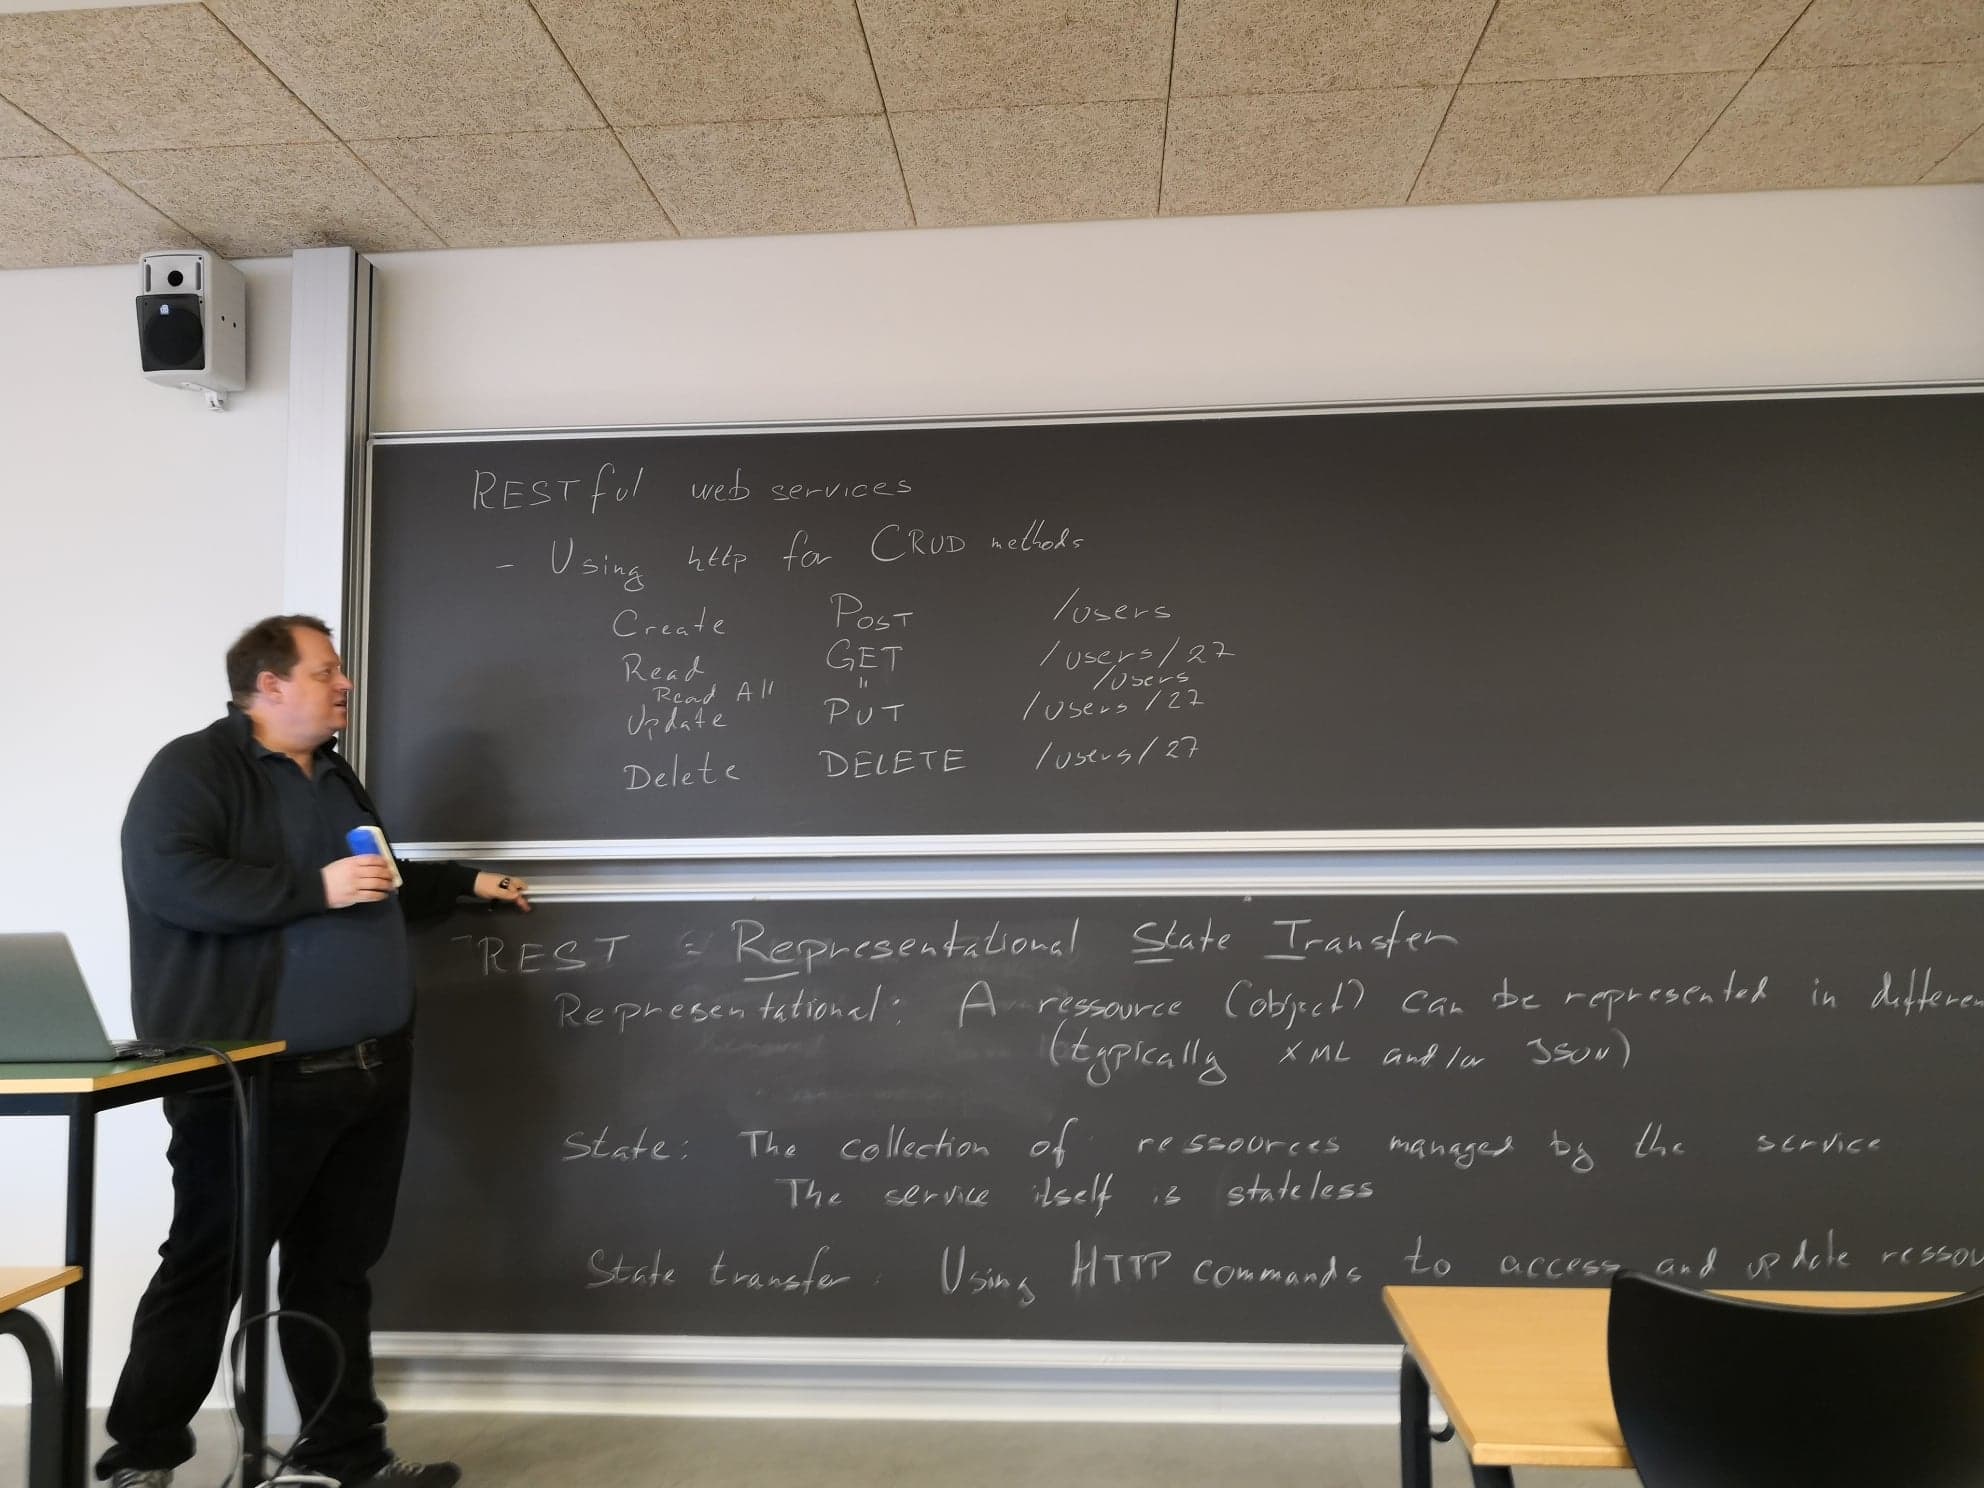 RESTful web services
- Using http for CRUD methods
Create POST /users
Read GET /users/27
Read All " /users
Update PUT /users/27
Delete DELETE /users/27
REST = Representational State Transfer
Representational: A ressource (object) can be represented in differen
(typically XML and/or JSON)
State: The collection of ressources managed by the service
The service itself is stateless
State transfer: Using HTTP commands to access and update ressou